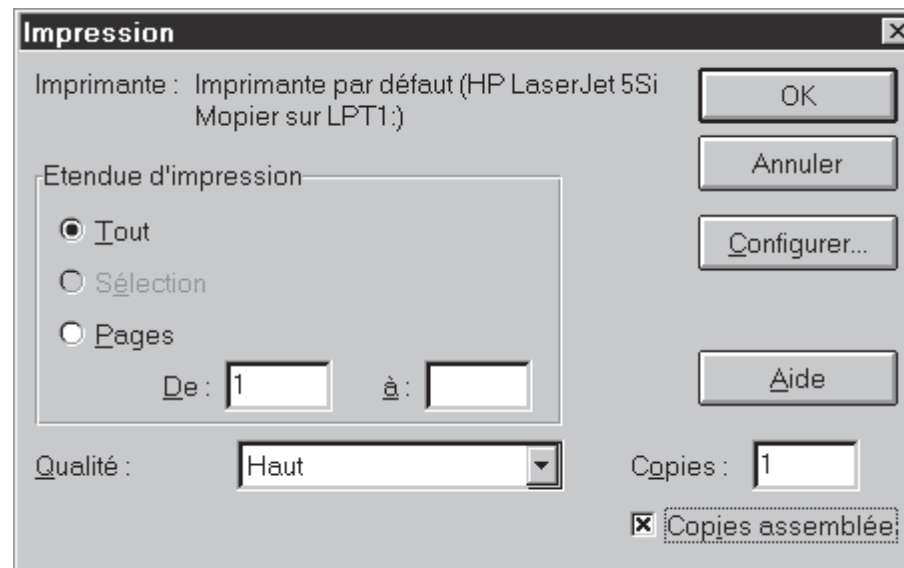 Impression
Imprimante : Imprimante par défaut (HP LaserJet 5Si
Mopier sur LPT1:)
OK
Annuler
Configurer...
Aide
Etendue d'impression
Tout
Sélection
Pages
De : 1 à :
Qualité : Haut
Copies : 1
Copies assemblée